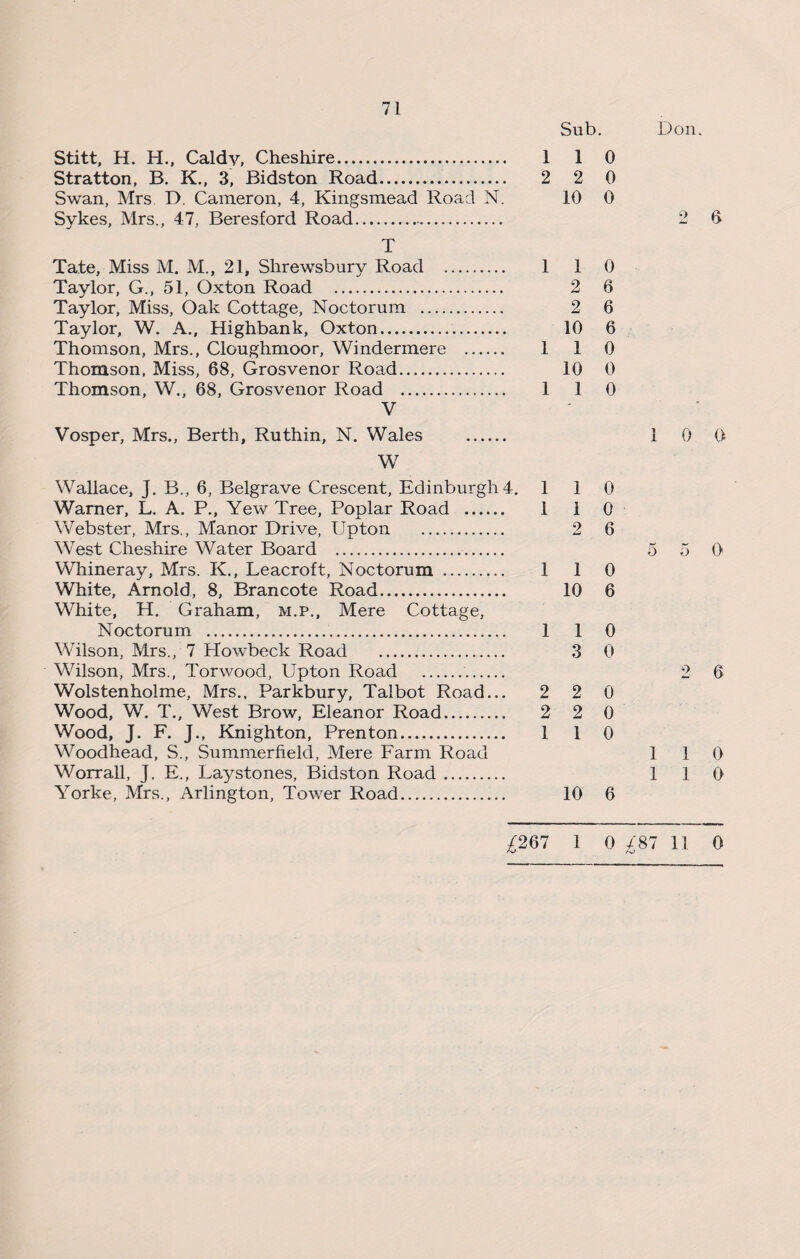 71
Sub. Don.
Stitt, H. H., Caldy, Cheshire........................... 1 1 0
Stratton, B. K., 3, Bidston Road................... 2 2 0
Swan, Mrs D. Cameron, 4, Kingsmead Road N. 10 0
Sykes, Mrs., 47, Beresford Road....................... 2 6
T
Tate, Miss M. M., 21, Shrewsbury Road .......... 1 1 0
Taylor, G., 51, Oxton Road ........................... 2 6
Taylor, Miss, Oak Cottage, Noctorum ............ 2 6
Taylor, W. A., Highbank, Oxton.................... 10 6
Thomson, Mrs., Cloughmoor, Windermere ...... 1 1 0
Thomson, Miss, 68, Grosvenor Road................ 10 0
Thomson, W., 68, Grosvenor Road ................ 1 1 0
V
Vosper, Mrs., Berth, Ruthin, N. Wales ...... 1 0 0
W
Wallace, J. B., 6, Belgrave Crescent, Edinburgh 4. 1 1 0
Warner, L. A. P., Yew Tree, Poplar Road ...... 1 1 0
Webster, Mrs., Manor Drive, Upton ............. 2 6
West Cheshire Water Board ........................... 5 5 0
Whineray, Mrs. K., Leacroft, Noctorum .......... 1 1 0
White, Arnold, 8, Brancote Road................... 10 6
White, H. Graham, M.P., Mere Cottage,
Noctorum ................................................ 1 1 0
Wilson, Mrs., 7 Howbeck Road .................... 3 0
Wilson, Mrs., Torwood, Upton Road ............. 2 6
Wolstenholme, Mrs., Parkbury, Talbot Road... 2 2 0
Wood, W. T., West Brow, Eleanor Road.......... 2 2 0
Wood, J. F. J., Knighton, Prenton................. 1 1 0
Woodhead, S., Summerfield, Mere Farm Road 1 1 0
Worrall, J. E., Laystones, Bidston Road .......... 1 1 0
Yorke, Mrs., Arlington, Tower Road................ 10 6
£267 1 0 £87 11 0